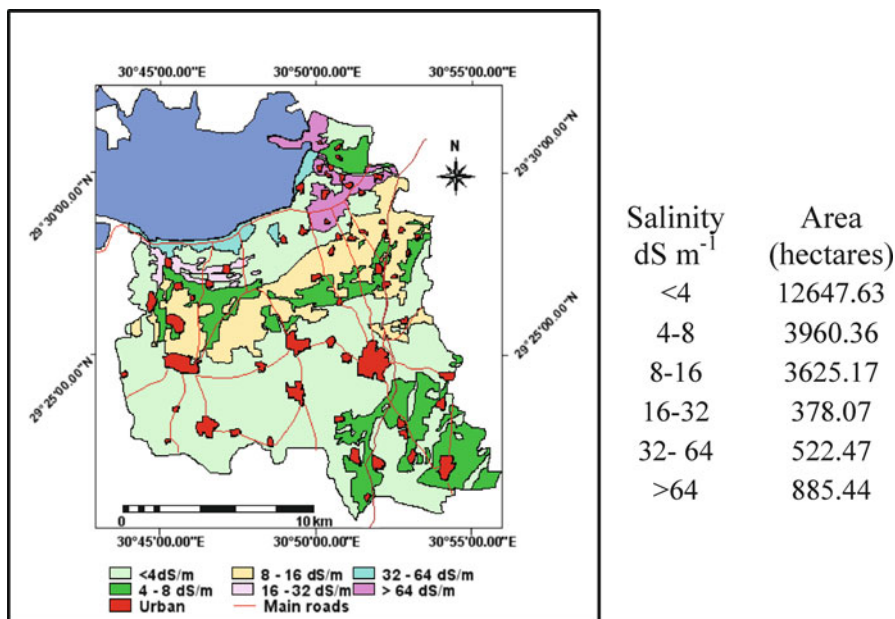 30°45'00.00"E 30°50'00.00"E 30°55'00.00"E
N
29°30'00.00"N
29°30'00.00"N
29°25'00.00"N
29°25'00.00"N
0 10 km
30°45'00.00"E 30°50'00.00"E 30°55'00.00"E
<4dS/m 8 - 16 dS/m 32 - 64 dS/m
4 - 8 dS/m 16 -32 dS/m > 64 dS/m
Urban Main roads
Salinity Area
dS m-1 (hectares)
<4 12647.63
4-8 3960.36
8-16 3625.17
16-32 378.07
32- 64 522.47
>64 885.44